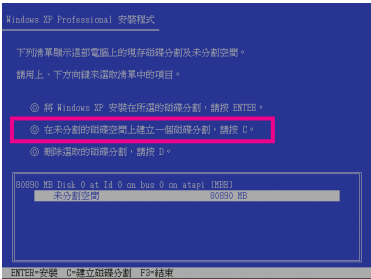 Windows XP Professional 安裝程式
下列清單顯示這部電腦上的現存磁碟分割及未分割空間。
請用上、下方向鍵來選取清單中的項目。
◎ 將 Windows XP 安裝在所選的磁碟分割，請按 ENTER。
◎ 在未分割的磁碟空間上建立一個磁碟分割，請按 C。
◎ 刪除選取的磁碟分割，請按 D。
80890 MB Disk 0 at Id 0 on bus 0 on atapi [MBR]
未分割空間 80890 MB
ENTER=安裝 C=建立磁碟分割 F3=結束